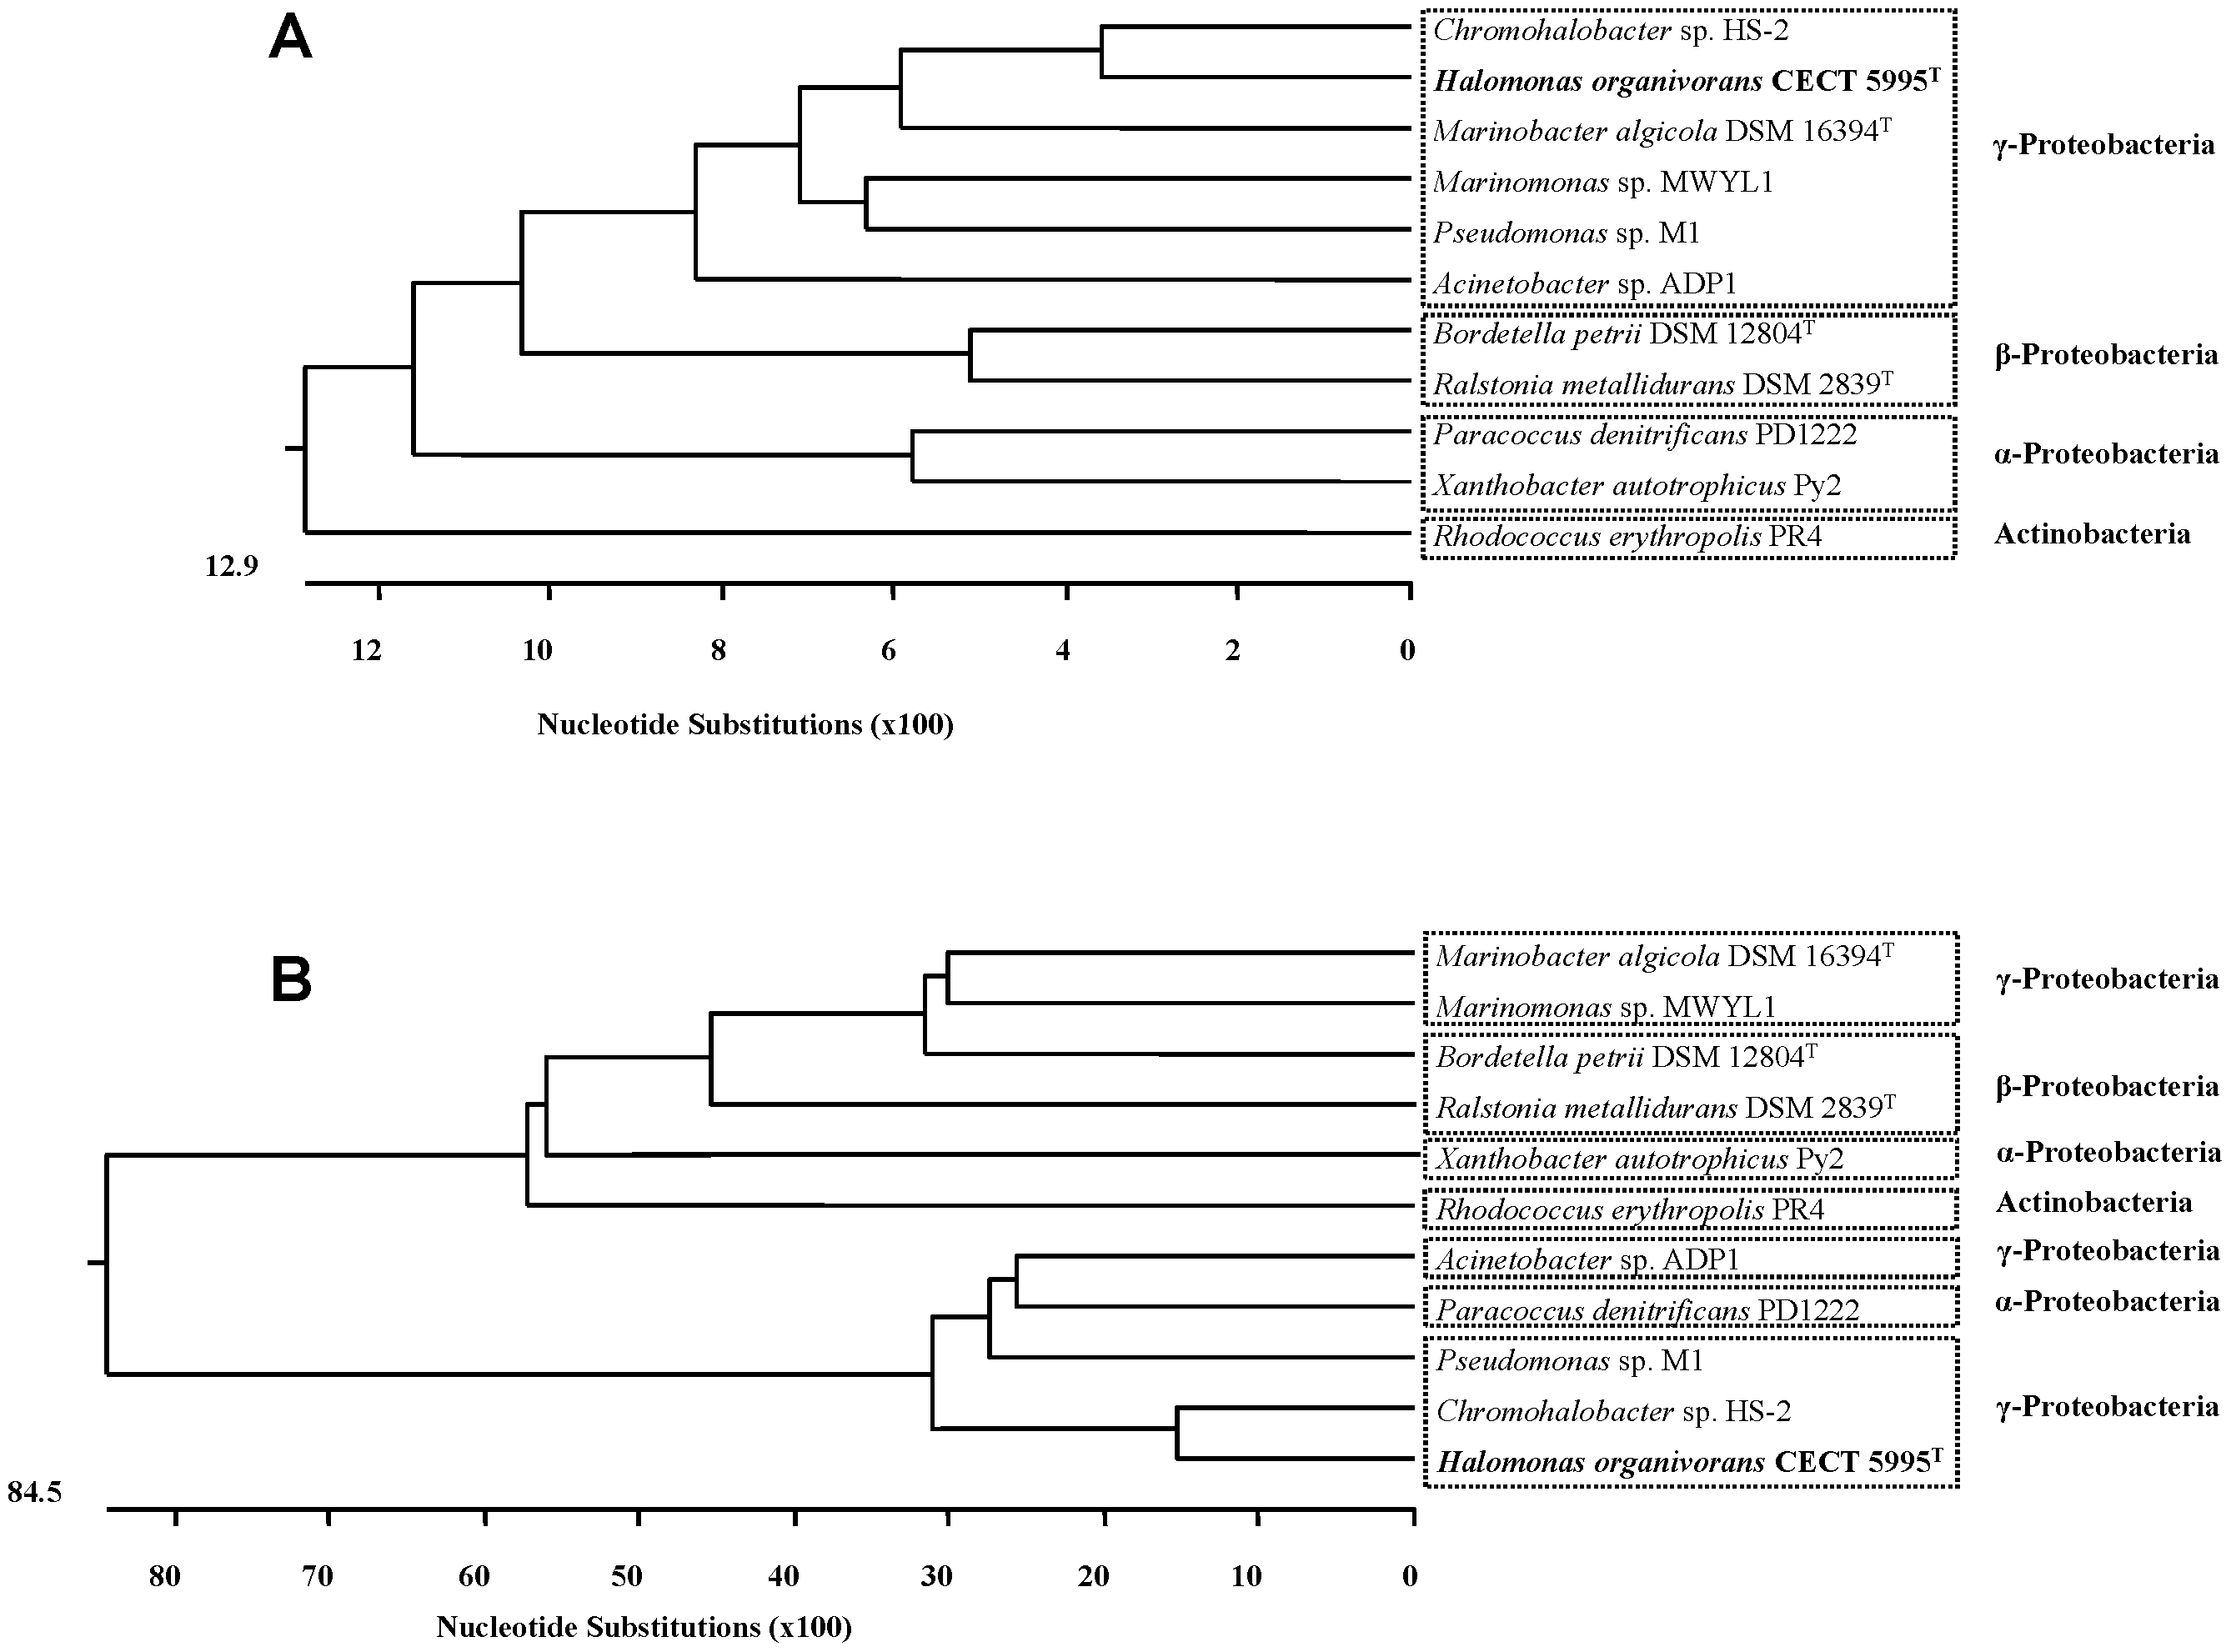 A
Chromohalobacter sp. HS-2
Halomonas organivorans CECT 5995ᵀ
Marinobacter algicola DSM 16394ᵀ
γ-Proteobacteria
Marinomonas sp. MWYL1
Pseudomonas sp. M1
Acinetobacter sp. ADP1
Bordetella petrii DSM 12804ᵀ
β-Proteobacteria
Ralstonia metallidurans DSM 2839ᵀ
Paracoccus denitrificans PD1222
α-Proteobacteria
Xanthobacter autotrophicus Py2
Rhodococcus erythropolis PR4 Actinobacteria
12.9
12 10 8 6 4 2 0
Nucleotide Substitutions (x100)
B
Marinobacter algicola DSM 16394ᵀ
γ-Proteobacteria
Marinomonas sp. MWYL1
Bordetella petrii DSM 12804ᵀ
β-Proteobacteria
Ralstonia metallidurans DSM 2839ᵀ
Xanthobacter autotrophicus Py2 α-Proteobacteria
Rhodococcus erythropolis PR4 Actinobacteria
Acinetobacter sp. ADP1 γ-Proteobacteria
Paracoccus denitrificans PD1222 α-Proteobacteria
Pseudomonas sp. M1
Chromohalobacter sp. HS-2 γ-Proteobacteria
Halomonas organivorans CECT 5995ᵀ
84.5
80 70 60 50 40 30 20 10 0
Nucleotide Substitutions (x100)